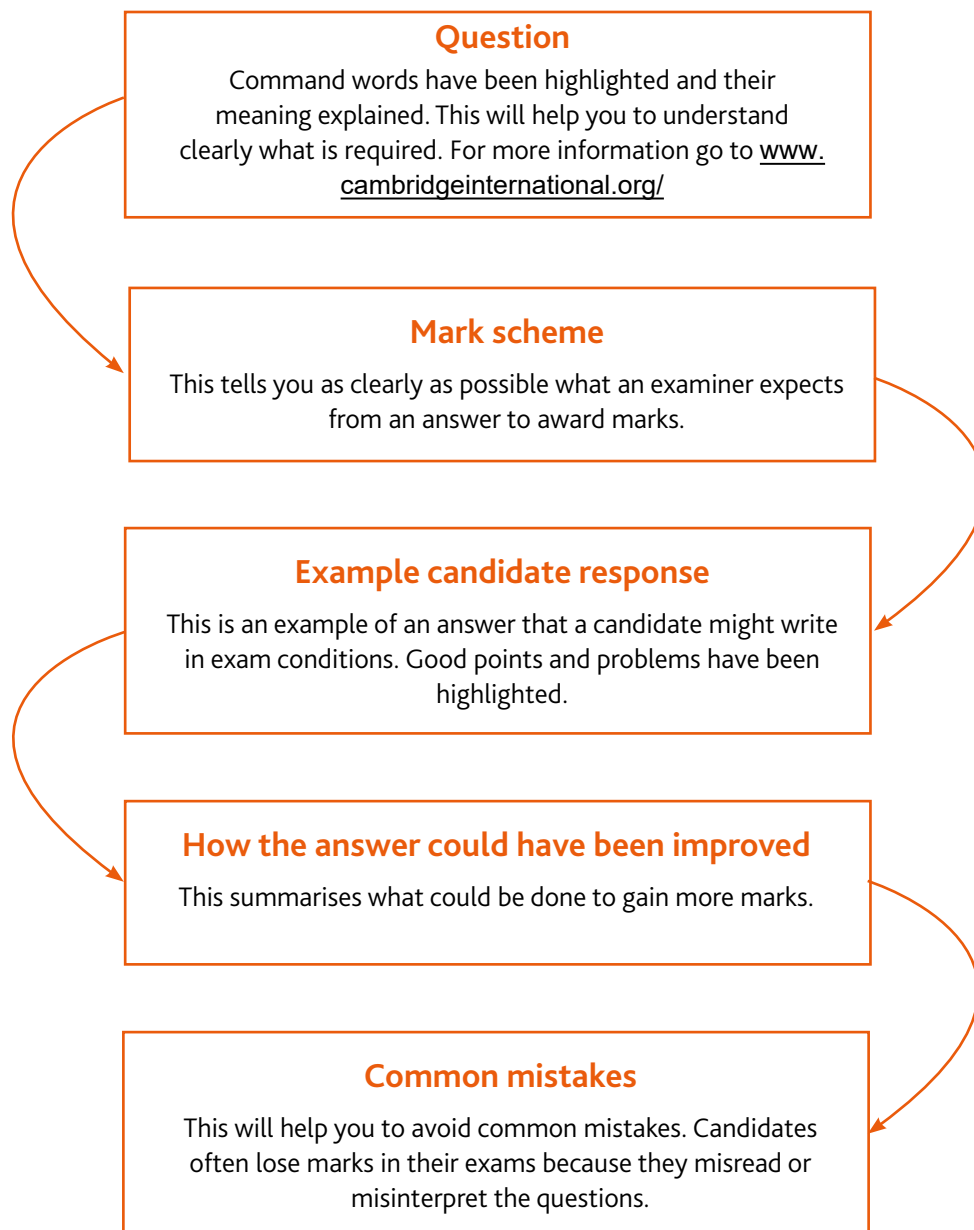 Question
Command words have been highlighted and their
meaning explained. This will help you to understand
clearly what is required. For more information go to www.
cambridgeinternational.org/
Mark scheme
This tells you as clearly as possible what an examiner expects
from an answer to award marks.
Example candidate response
This is an example of an answer that a candidate might write
in exam conditions. Good points and problems have been
highlighted.
How the answer could have been improved
This summarises what could be done to gain more marks.
Common mistakes
This will help you to avoid common mistakes. Candidates
often lose marks in their exams because they misread or
misinterpret the questions.